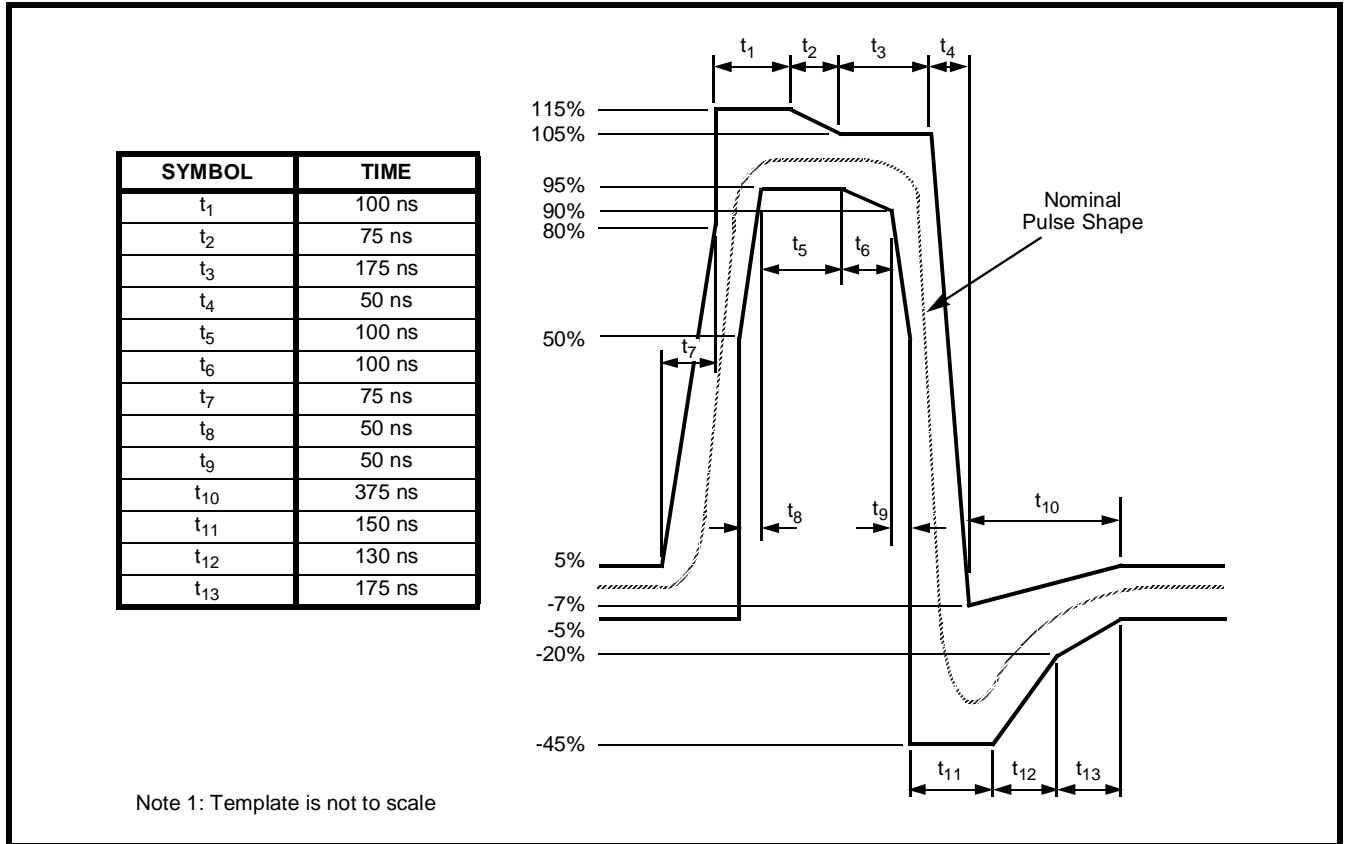 SYMBOL TIME
t1 100 ns
t2 75 ns
t3 175 ns
t4 50 ns
t5 100 ns
t6 100 ns
t7 75 ns
t8 50 ns
t9 50 ns
t10 375 ns
t11 150 ns
t12 130 ns
t13 175 ns
Note 1: Template is not to scale
t1 t2 t3 t4
115%
105%
95%
90%
80%
50%
5%
-7%
-5%
-20%
-45%
Nominal
Pulse Shape
t5 t6
t7
t8 t9
t10
t11 t12 t13